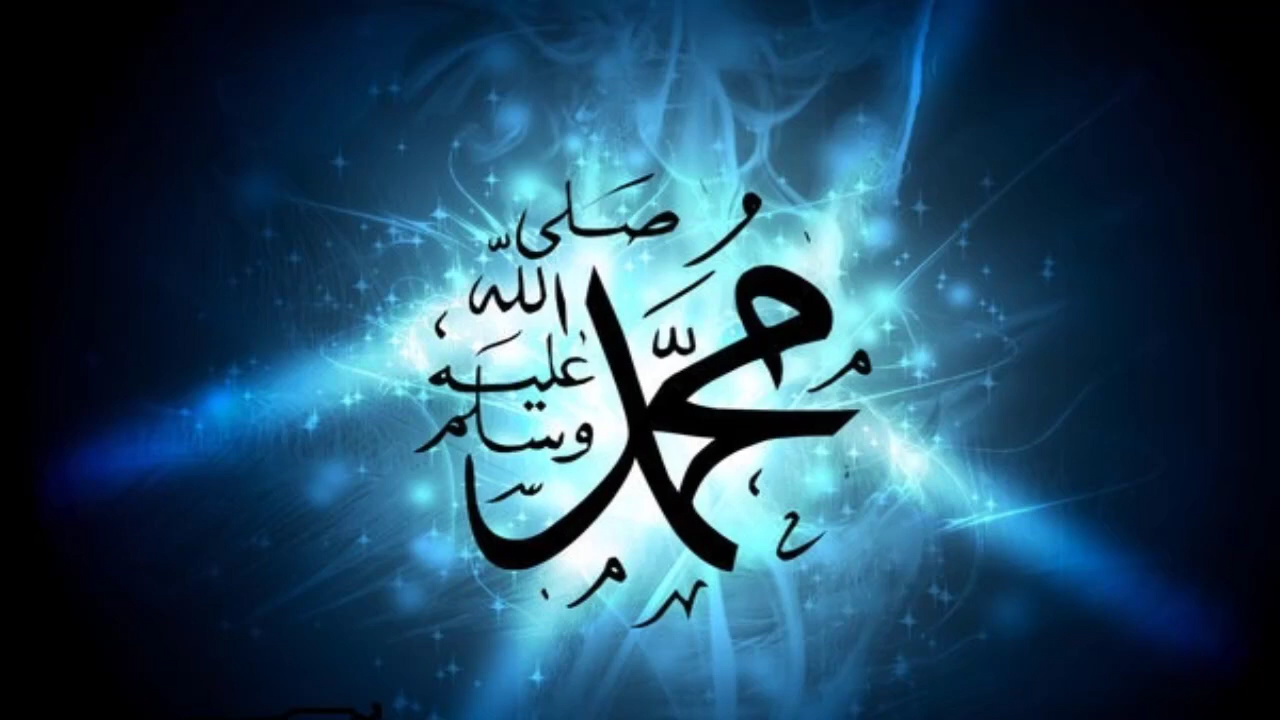 محمد
صلى
الله
عليه
وسلم